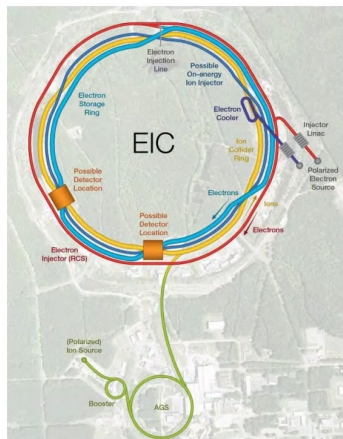 Electron
Injection
Line
Possible
On-energy
Ion Injector
Electron
Storage
Ring
Electron
Cooler
Injector
Linac
EIC
Ion
Collider
Ring
Polarized
Electron
Source
Possible
Detector
Location
Electrons
Ions
Possible
Detector
Location
Electrons
Electron
Injector (RCS)
(Polarized)
Ion Source
Booster
AGS